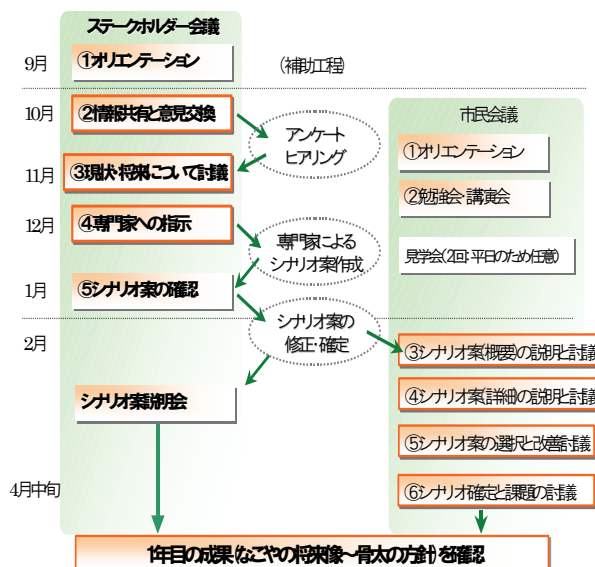 ステークホルダー会議
9月
①オリエンテーション
(補助工程)
10月
②情報共有と意見交換
アンケート
ヒアリング
市民会議
①オリエンテーション
11月
③現状・将来について討議
②勉強会・講演会
12月
④専門家への指示
専門家による
シナリオ案作成
見学会(2回:平日のため任意)
1月
⑤シナリオ案の確認
2月
シナリオ案の
修正・確定
③シナリオ案(概要)の説明と討議
シナリオ案説明会
④シナリオ案(詳細)の説明と討議
⑤シナリオ案の選択と改善討議
4月中旬
⑥シナリオ確定と課題の討議
1年目の成果(なごやの将来像～骨太の方針)を確認